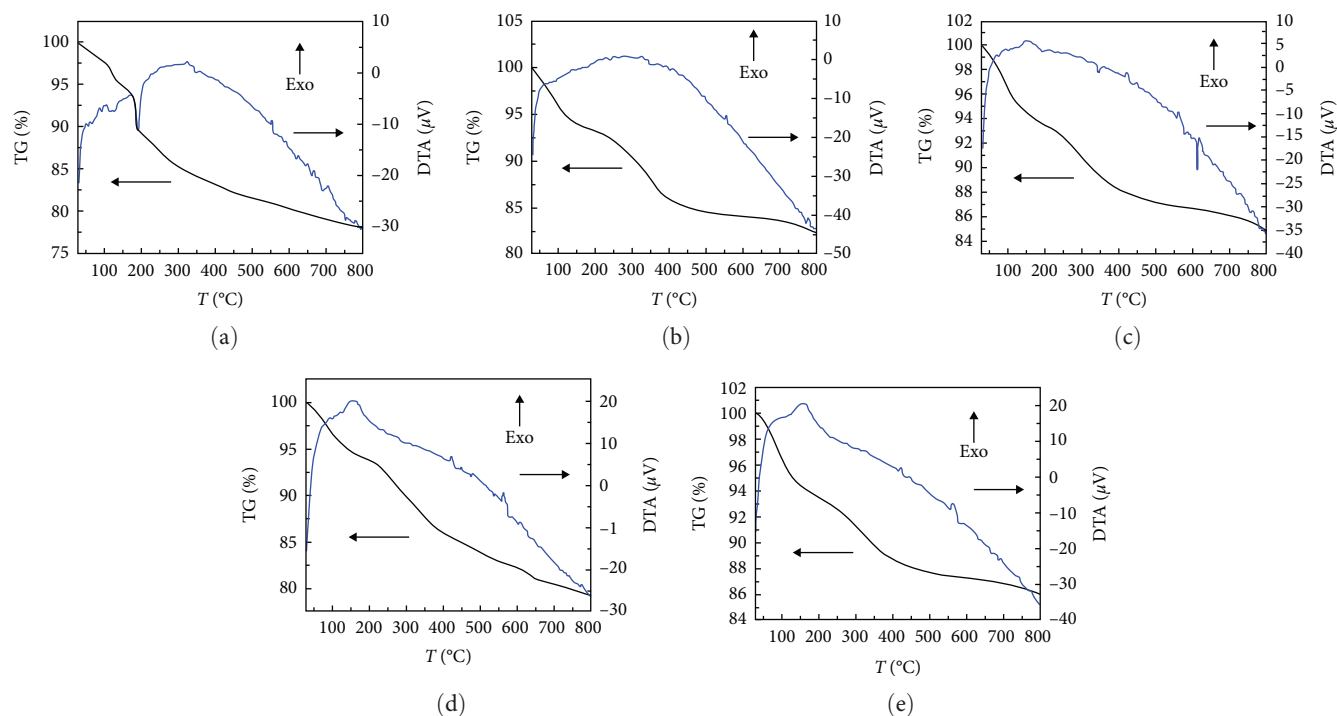 100
95
90
85
80
75
TG (%)
10
0
−10
−20
−30
DTA (μV)
Exo
100 200 300 400 500 600 700 800
T (°C)
(a)
105
100
95
90
85
80
TG (%)
10
0
−10
−20
−30
−40
−50
DTA (μV)
Exo
100 200 300 400 500 600 700 800
T (°C)
(b)
102
100
98
96
94
92
90
88
86
84
TG (%)
10
5
0
−5
−10
−15
−20
−25
−30
−35
−40
DTA (μV)
Exo
100 200 300 400 500 600 700 800
T (°C)
(c)
100
95
90
85
80
TG (%)
20
10
0
−1
−20
−30
DTA (μV)
Exo
100 200 300 400 500 600 700 800
T (°C)
(d)
102
100
98
96
94
92
90
88
86
84
TG (%)
20
10
0
−10
−20
−30
−40
DTA (μV)
Exo
100 200 300 400 500 600 700 800
T (°C)
(e)